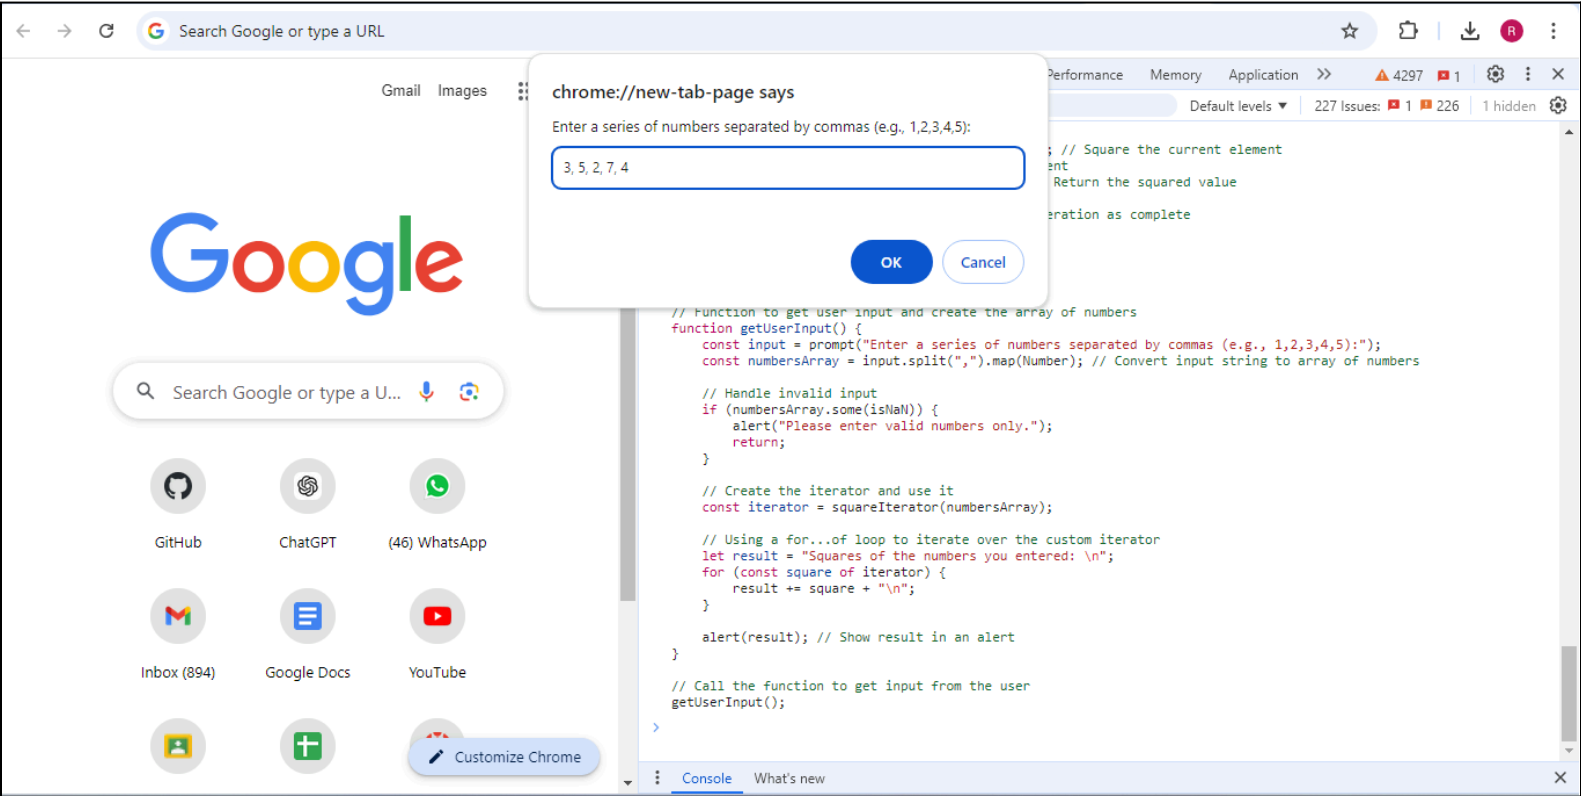 Search Google or type a URL
R
Gmail Images
chrome://new-tab-page says
Enter a series of numbers separated by commas (e.g., 1,2,3,4,5):
3, 5, 2, 7, 4
OK
Cancel
Google
Search Google or type a U...
GitHub
ChatGPT
(46) WhatsApp
Inbox (894)
Google Docs
YouTube
Customize Chrome
Performance Memory Application 4297 1
Default levels ▼ 227 Issues: 1 226 1 hidden
; // Square the current element
ent
Return the squared value
eration as complete
// Function to get user input and create the array of numbers
function getUserInput() {
const input = prompt("Enter a series of numbers separated by commas (e.g., 1,2,3,4,5):");
const numbersArray = input.split(",").map(Number); // Convert input string to array of numbers
// Handle invalid input
if (numbersArray.some(isNaN)) {
alert("Please enter valid numbers only.");
return;
}
// Create the iterator and use it
const iterator = squareIterator(numbersArray);
// Using a for...of loop to iterate over the custom iterator
let result = "Squares of the numbers you entered: \n";
for (const square of iterator) {
result += square + "\n";
}
alert(result); // Show result in an alert
}
// Call the function to get input from the user
getUserInput();
Console What's new